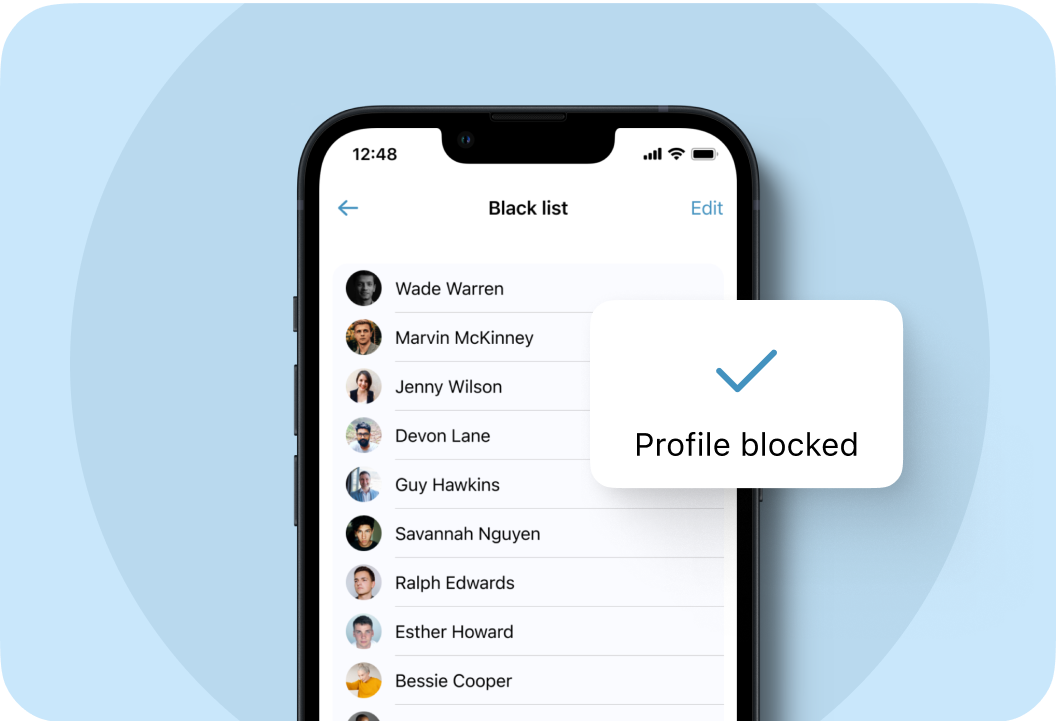 12:48
Black list
Edit
Wade Warren
Marvin McKinney
Jenny Wilson
Devon Lane
Guy Hawkins
Savannah Nguyen
Ralph Edwards
Esther Howard
Bessie Cooper
Profile blocked